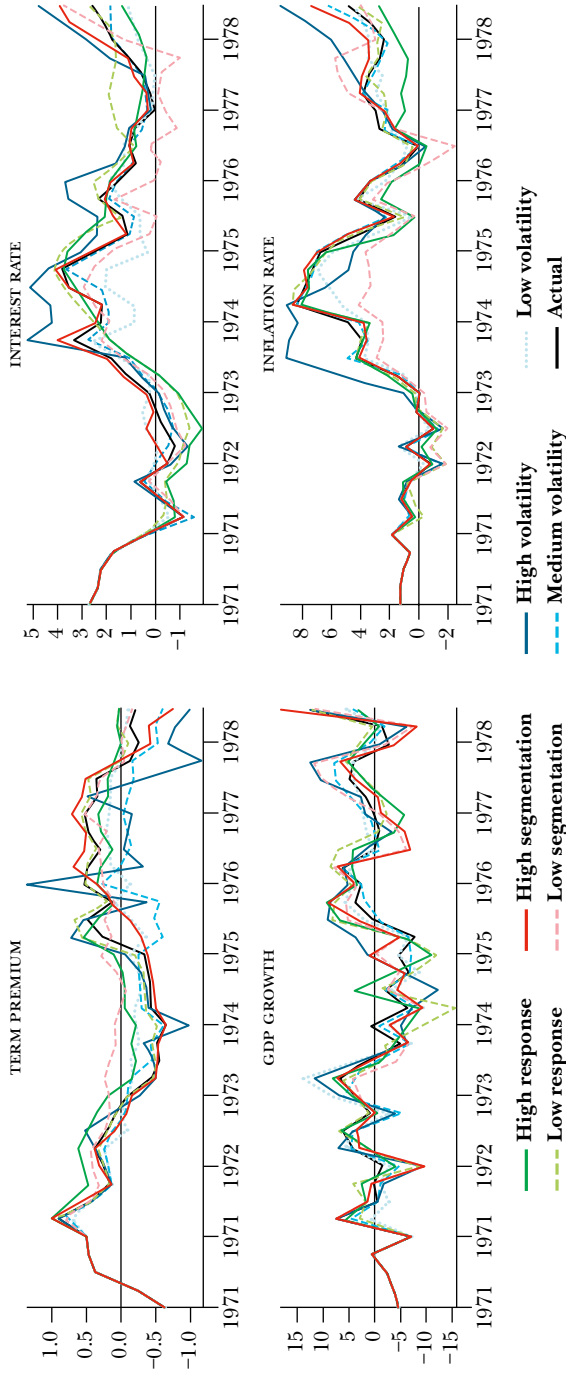 TERM PREMIUM
1.0
0.5
0.0
−0.5
−1.0
1971 1971 1972 1973 1974 1975 1976 1977 1978
INTEREST RATE
5
4
3
2
1
0
−1
1971 1971 1972 1973 1974 1975 1976 1977 1978
GDP GROWTH
15
10
5
0
−5
−10
−15
1971 1971 1972 1973 1974 1975 1976 1977 1978
INFLATION RATE
8
6
4
2
0
−2
1971 1971 1972 1973 1974 1975 1976 1977 1978
High response High segmentation High volatility Low volatility
Low response Low segmentation Medium volatility Actual